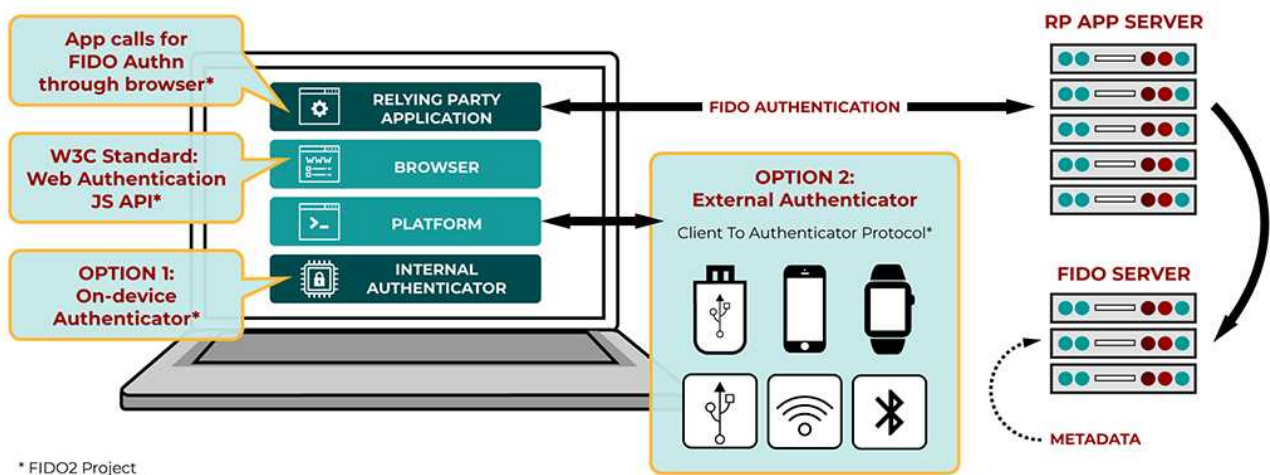 App calls for
FIDO Authn
through browser*
W3C Standard:
Web Authentication
JS API*
OPTION 1:
On-device
Authenticator*
RELYING PARTY
APPLICATION
WWW
BROWSER
PLATFORM
INTERNAL
AUTHENTICATOR
FIDO AUTHENTICATION
OPTION 2:
External Authenticator
Client To Authenticator Protocol*
RP APP SERVER
FIDO SERVER
METADATA
* FIDO2 Project